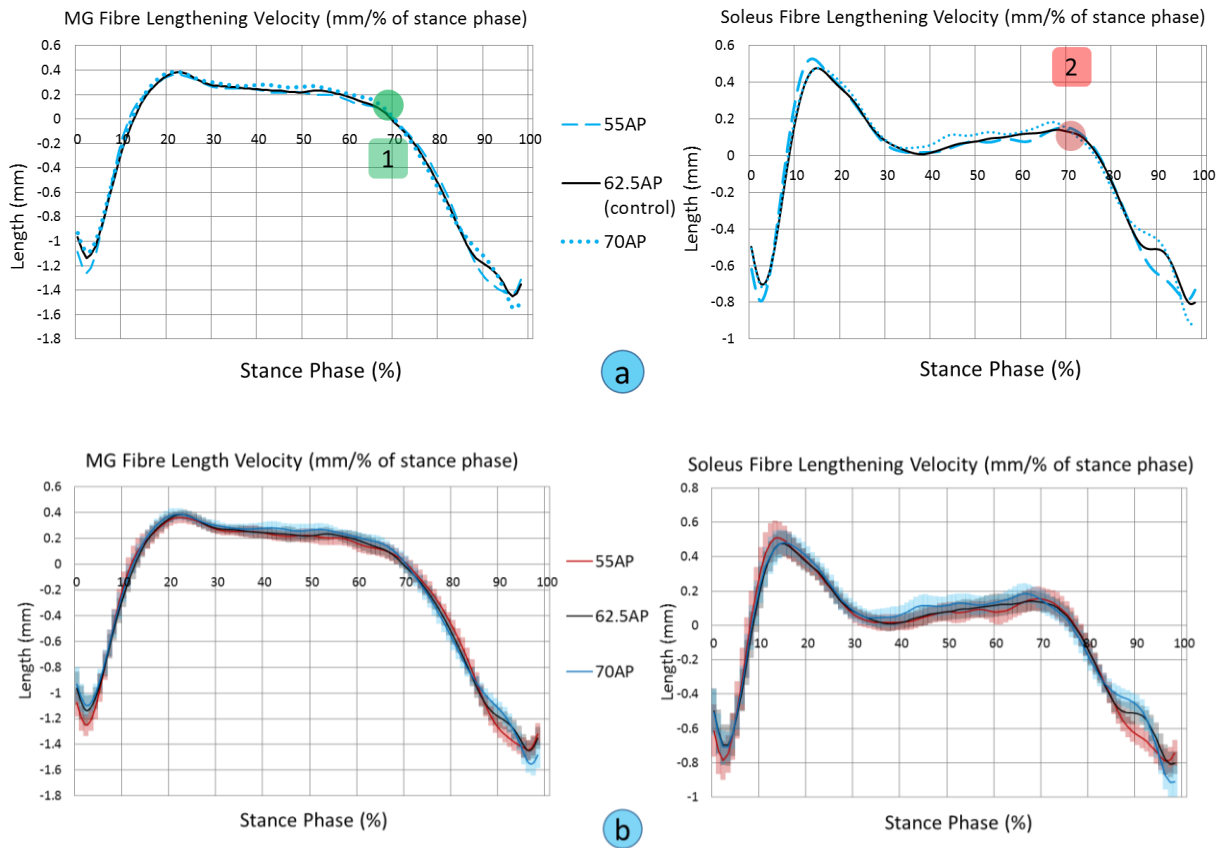 MG Fibre Lengthening Velocity (mm/% of stance phase)
0.6
0.4
0.2
0
-0.2
-0.4
-0.6
-0.8
-1
-1.2
-1.4
-1.6
-1.8
0 10 20 30 40 50 60 70 80 90 100
Length (mm)
Stance Phase (%)
1
55AP
62.5AP
(control)
70AP
Soleus Fibre Lengthening Velocity (mm/% of stance phase)
0.6
0.4
0.2
0
-0.2
-0.4
-0.6
-0.8
-1
0 10 20 30 40 50 60 70 80 90 100
Length (mm)
Stance Phase (%)
2
a
MG Fibre Length Velocity (mm/% of stance phase)
0.6
0.4
0.2
0
-0.2
-0.4
-0.6
-0.8
-1
-1.2
-1.4
-1.6
-1.8
0 10 20 30 40 50 60 70 80 90 100
Length (mm)
Stance Phase (%)
55AP
62.5AP
70AP
Soleus Fibre Lengthening Velocity (mm/% of stance phase)
0.8
0.6
0.4
0.2
0
-0.2
-0.4
-0.6
-0.8
-1
0 10 20 30 40 50 60 70 80 90 100
Length (mm)
Stance Phase (%)
b